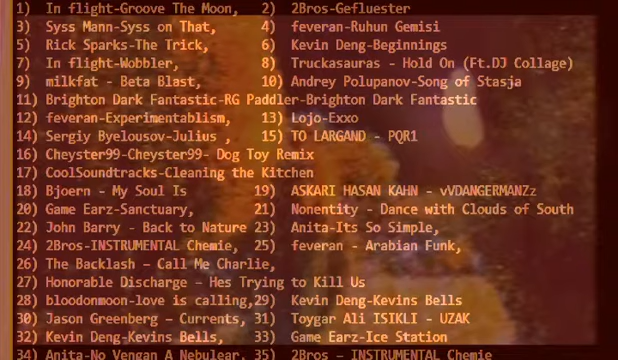 1) In flight-Groove The Moon, 2) 2Bros-Gefluester
3) Syss Mann-Syss on That, 4) feveran-Ruhun Gemisi
5) Rick Sparks-The Trick, 6) Kevin Deng-Beginnings
7) In flight-Wobbler, 8) Truckasauras - Hold On (Ft.DJ Collage)
9) milkfat - Beta Blast, 10) Andrey Polupanov-Song of Stasja
11) Brighton Dark Fantastic-RG Paddler-Brighton Dark Fantastic
12) feveran-Experimentablism, 13) Lojo-Exxo
14) Sergiy Byelousov-Julius , 15) TO LARGAND - PQR1
16) Cheyster99-Cheyster99- Dog Toy Remix
17) CoolSoundtracks-Cleaning the Kitchen
18) Bjoern - My Soul Is 19) ASKARI HASAN KAHN - vVDANGERMANZz
20) Game Earz-Sanctuary, 21) Nonentity - Dance with Clouds of South
22) John Barry - Back to Nature 23) Anita-Its So Simple,
24) 2Bros-INSTRUMENTAL Chemie, 25) feveran - Arabian Funk,
26) The Backlash - Call Me Charlie,
27) Honorable Discharge - Hes Trying to Kill Us
28) bloodonmoon-love is calling,29) Kevin Deng-Kevins Bells
30) Jason Greenberg - Currents, 31) Toygar Ali ISIKLI - UZAK
32) Kevin Deng-Kevins Bells, 33) Game Earz-Ice Station
34) Anita-No Vengan A Nebulear, 35) 2Bros - INSTRUMENTAL Chemie